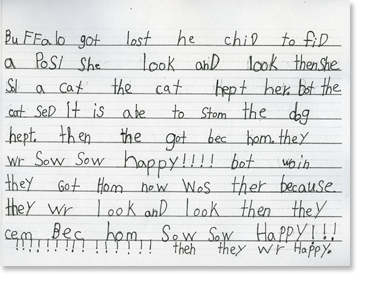 BuFFalo got lost he chiD to fiD
a PoSl She look anD look then She
Sol a cat the cat hept her. bot the
cat SeD It is abe to Stom the dog
hept. then the got bec hom. they
wr Sow Sow happy!!!! bot win
they Got Hom now Wos ther because
they wr look anD look then they
cem Bec hom Sow Sow HaPPy!!!
!!!!!!!!!!!!!! then they wr HaPPy.